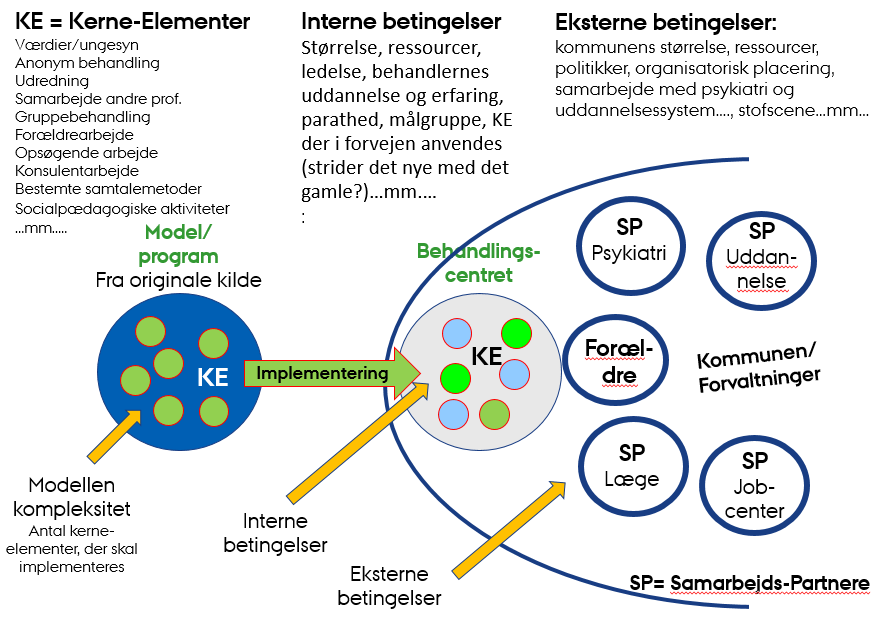 KE = Kerne-Elementer
Værdier/ungesyn
Anonym behandling
Udredning
Samarbejde andre prof.
Gruppebehandling
Forældrearbejde
Opsøgende arbejde
Konsulentarbejde
Bestemte samtalemetoder
Socialpædagogiske aktiviteter
…mm…..
Interne betingelser
Størrelse, ressourcer,
ledelse, behandlernes
uddannelse og erfaring,
parathed, målgruppe, KE
der i forvejen anvendes
(strider det nye med det
gamle?)…mm.…
:
Eksterne betingelser:
kommunens størrelse, ressourcer,
politikker, organisatorisk placering,
samarbejde med psykiatri og
uddannelsessystem…., stofscene…mm…
Model/
program
Fra originale kilde
KE
Implementering
Behandlings-
centret
KE
SP
Psykiatri
SP
Uddan-
nelse
Foræl-
dre
Kommunen/
Forvaltninger
SP
Læge
SP
Job-
center
Modellen
kompleksitet
Antal kerne-
elementer, der skal
implementeres
Interne
betingelser
Eksterne
betingelser
SP= Samarbejds-Partnere